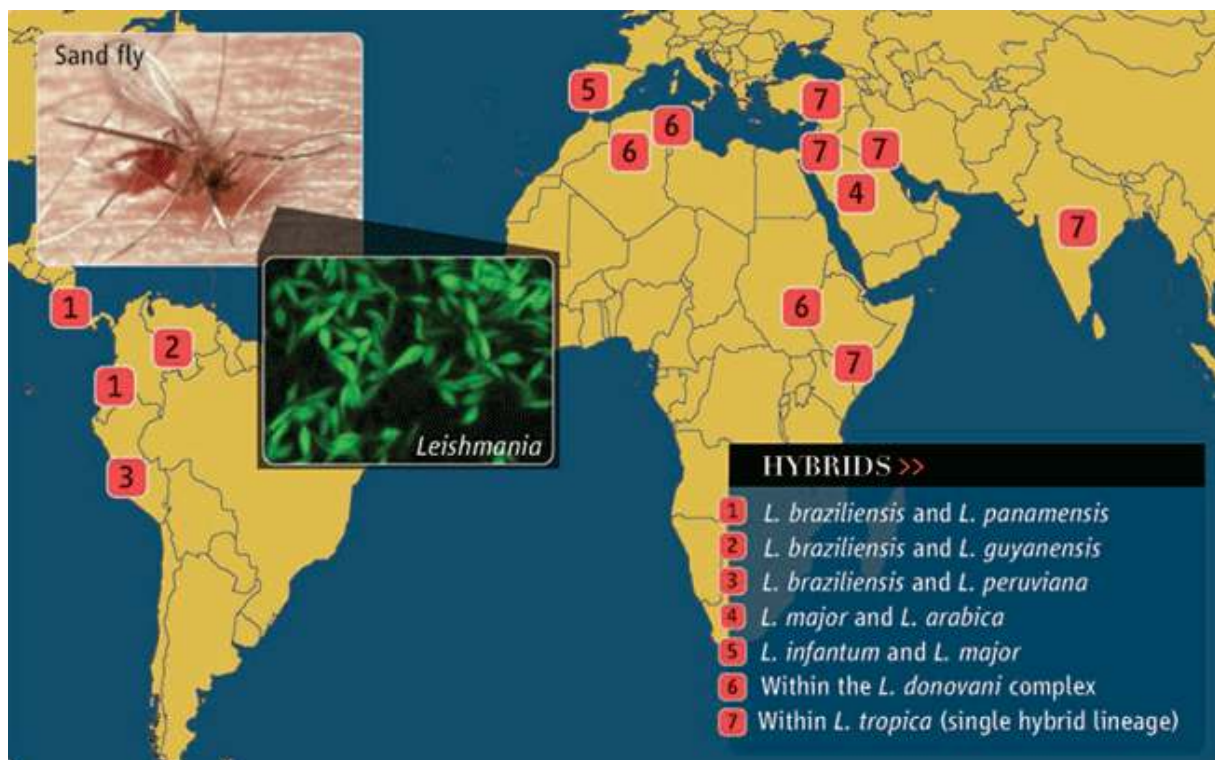 Sand fly
5
7
6
6
7
7
4
7
1
6
2
7
1
Leishmania
3
HYBRIDS >>
1 L. braziliensis and L. panamensis
2 L. braziliensis and L. guyanensis
3 L. braziliensis and L. peruviana
4 L. major and L. arabica
5 L. infantum and L. major
6 Within the L. donovani complex
7 Within L. tropica (single hybrid lineage)